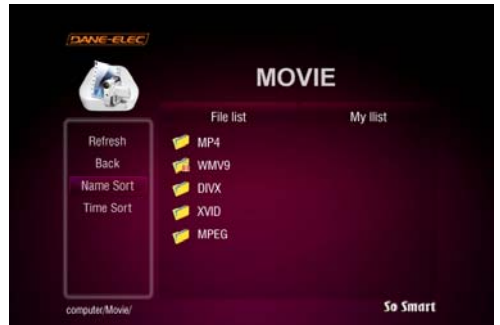 DANE-ELEC
MOVIE
File list
My llist
Refresh
Back
Name Sort
Time Sort
MP4
WMV9
DIVX
XVID
MPEG
computer/Movie/
So Smart